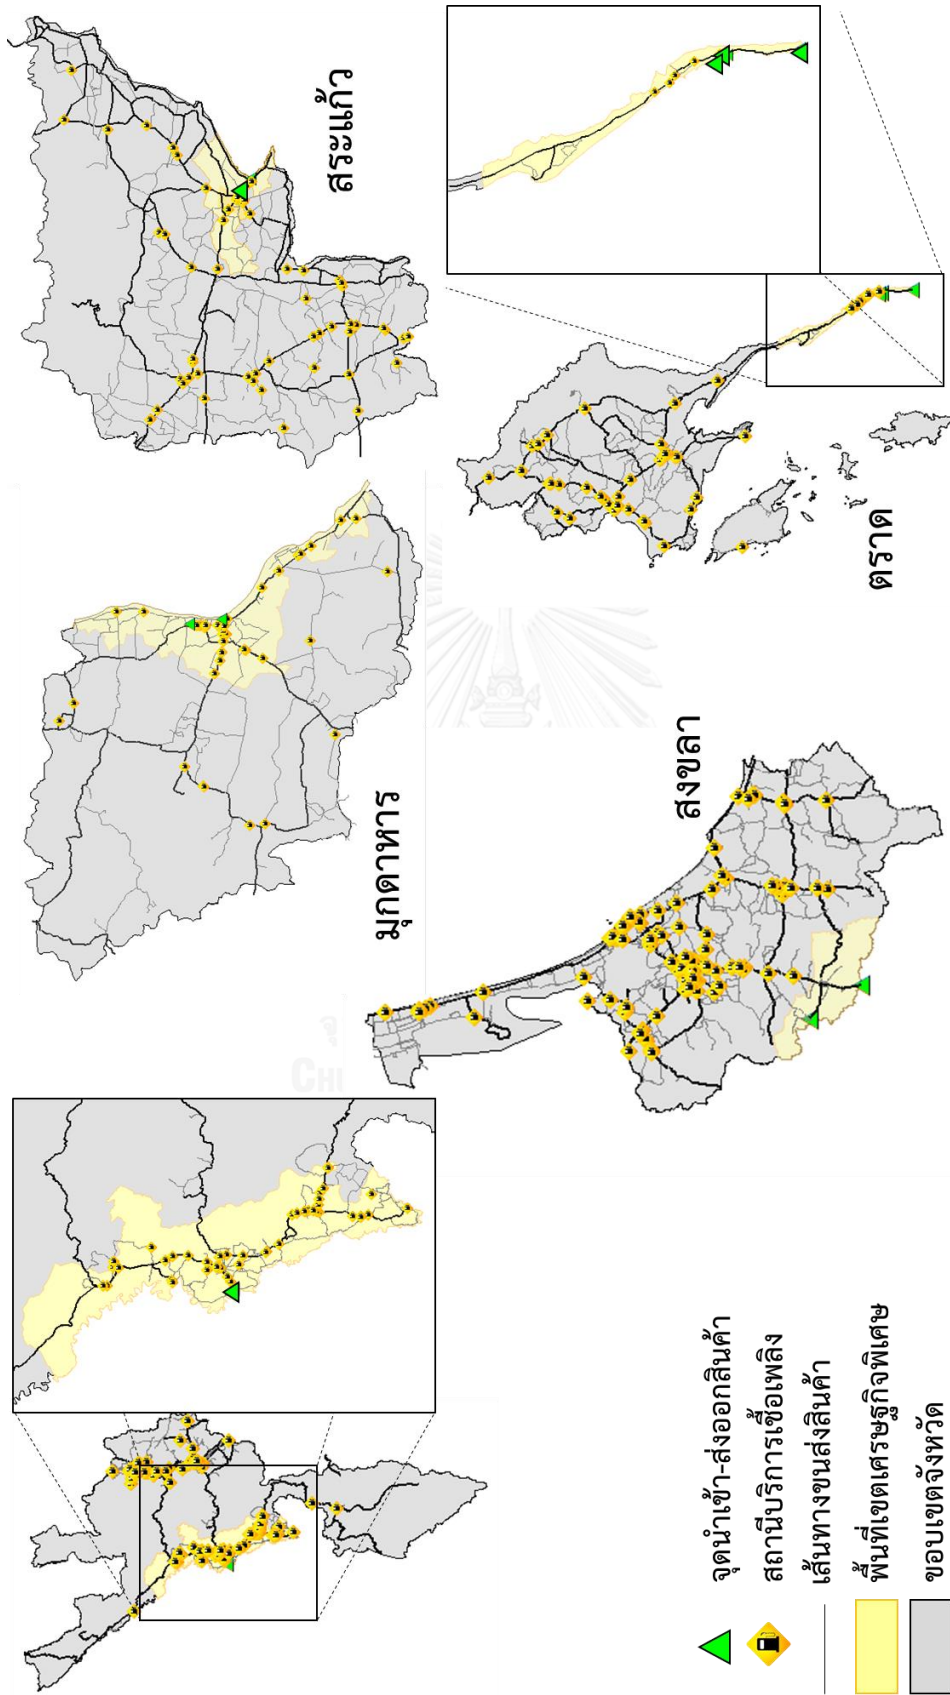 สระแก้ว
ตราด
มุกดาหาร
สงขลา
CHU
จุดนำเข้า-ส่งออกสินค้า
สถานีบริการเชื้อเพลิง
เส้นทางขนส่งสินค้า
พื้นที่เขตเศรษฐกิจพิเศษ
ขอบเขตจังหวัด